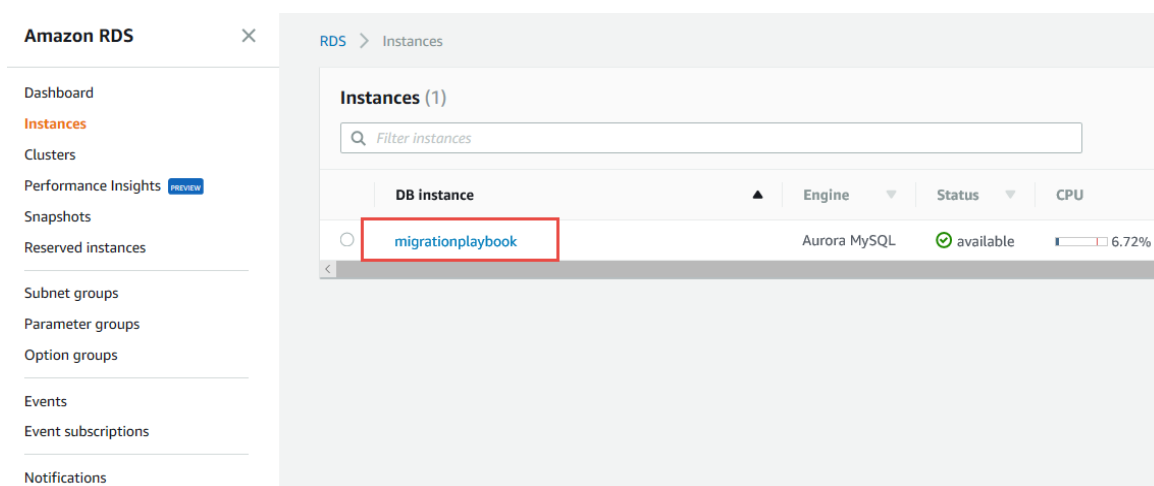 Amazon RDS
Dashboard
Instances
Clusters
Performance Insights PREVIEW
Snapshots
Reserved instances
Subnet groups
Parameter groups
Option groups
Events
Event subscriptions
Notifications
RDS > Instances
Instances (1)
Filter instances
DB instance Engine Status CPU
migrationplaybook Aurora MySQL available 6.72%